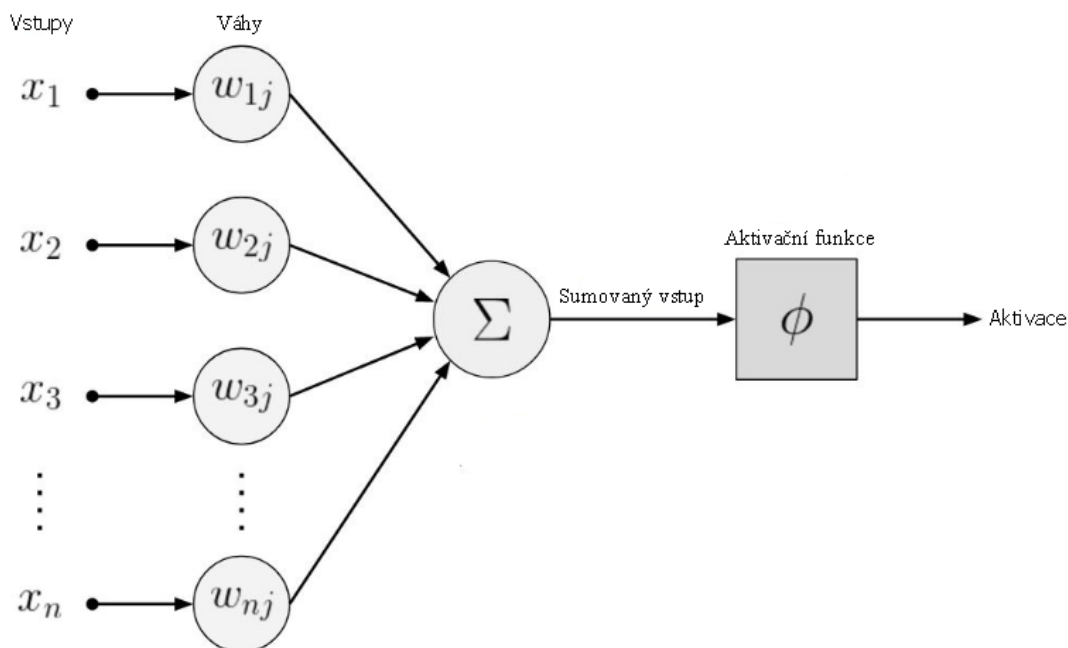 Vstupy
Váhy
x₁
w₁ⱼ
x₂
w₂ⱼ
Aktivační funkce
Σ
Sumovaný vstup
ϕ
Aktivace
x₃
w₃ⱼ
xₙ
wₙⱼ